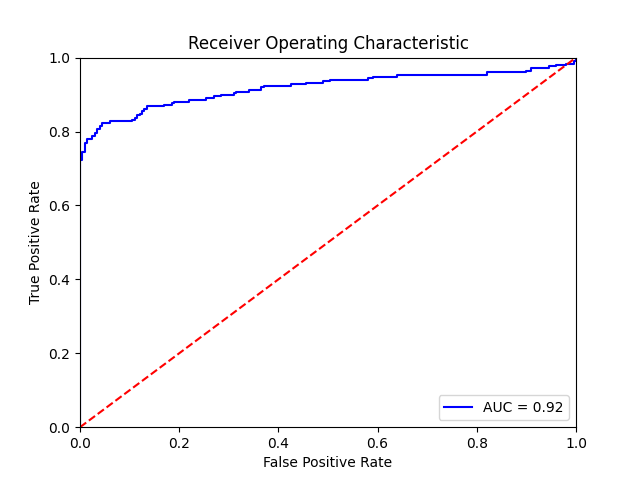 Receiver Operating Characteristic
True Positive Rate
1.0
0.8
0.6
0.4
0.2
0.0
AUC = 0.92
0.0 0.2 0.4 0.6 0.8 1.0
False Positive Rate